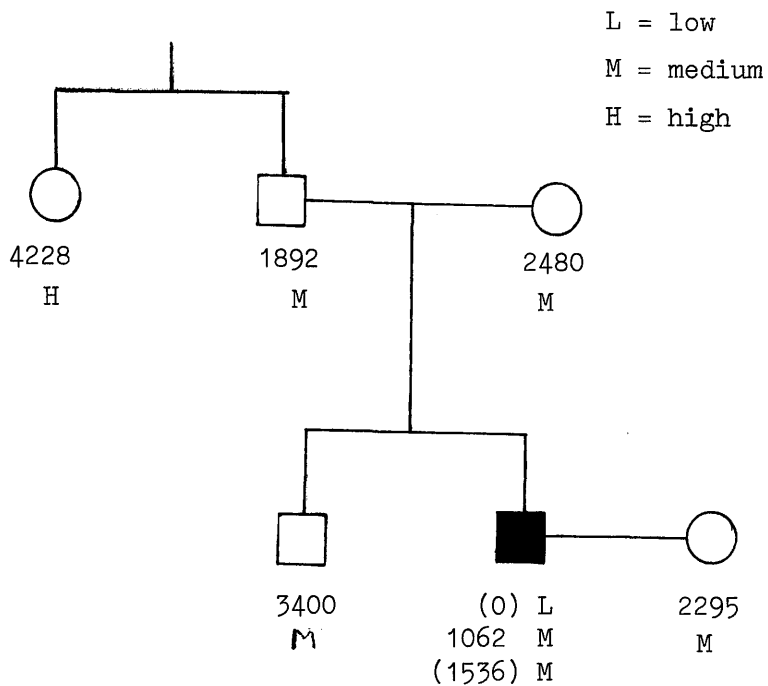 L = low
M = medium
H = high
4228
H
1892
M
2480
M
3400
M
(0) L
1062 M
(1536) M
2295
M